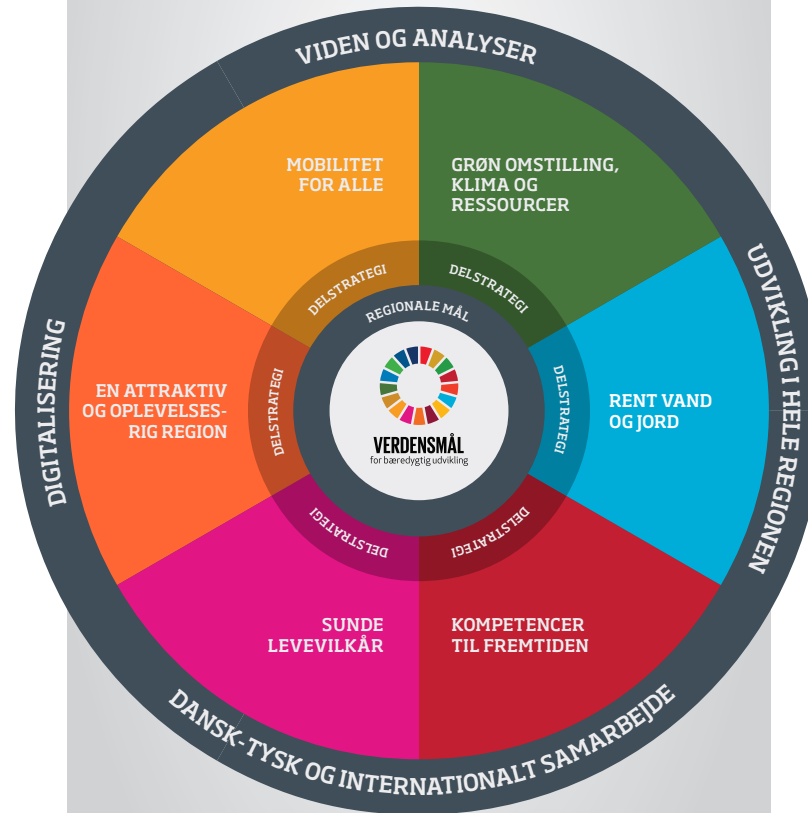 VIDEN OG ANALYSER
MOBILITET
FOR ALLE
GRØN OMSTILLING,
KLIMA OG
RESSOURCER
DELSTRATEGI
DELSTRATEGI
REGIONALE MÅL
UDVIKLING I HELE REGIONEN
DIGITALISERING
EN ATTRAKTIV
OG OPLEVELSES-
RIG REGION
DELSTRATEGI
VERDENSMÅL
for bæredygtig udvikling
DELSTRATEGI
RENT VAND
OG JORD
DELSTRATEGI
DELSTRATEGI
SUNDE
LEVEVILKÅR
KOMPETENCER
TIL FREMTIDEN
DANSK-TYSK OG INTERNATIONALT SAMARBEJDE